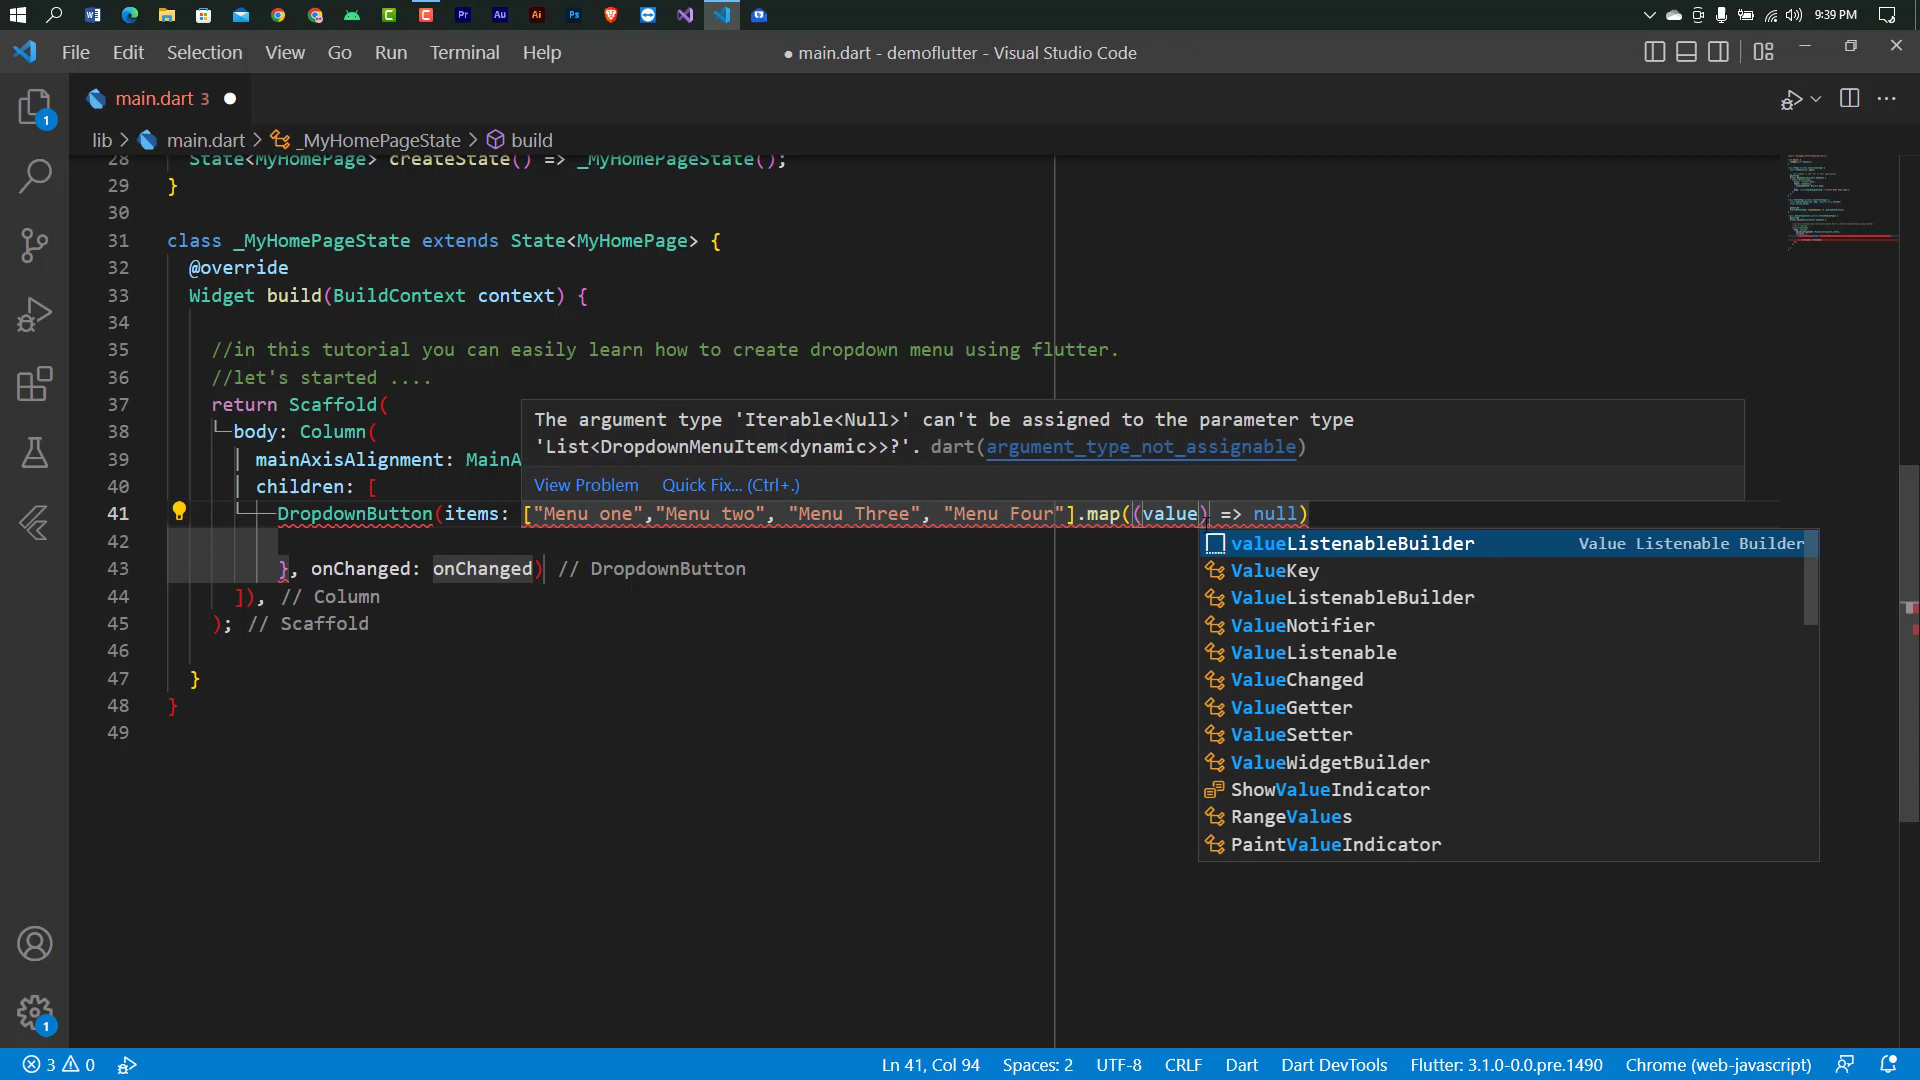 9:39 PM
File Edit Selection View Go Run Terminal Help
● main.dart - demoflutter - Visual Studio Code
main.dart 3 ●
lib > main.dart > _MyHomePageState > build
28 State<MyHomePage> createState() => _MyHomePageState();
29 }
30
31 class _MyHomePageState extends State<MyHomePage> {
32 @override
33 Widget build(BuildContext context) {
34
35 //in this tutorial you can easily learn how to create dropdown menu using flutter.
36 //let's started ....
37 return Scaffold(
38 body: Column(
39 mainAxisAlignment: MainA
40 children: [
The argument type 'Iterable<Null>' can't be assigned to the parameter type
'List<DropdownMenuItem<dynamic>>?'. dart(argument_type_not_assignable)
View Problem Quick Fix... (Ctrl+.)
41 DropdownButton(items: ["Menu one","Menu two", "Menu Three", "Menu Four"].map((value) => null)
42
43 }, onChanged: onChanged) // DropdownButton
44 ]), // Column
45 ); // Scaffold
46
47 }
48 }
49
valueListenableBuilder Value Listenable Builder
ValueKey
ValueListenableBuilder
ValueNotifier
ValueListenable
ValueChanged
ValueGetter
ValueSetter
ValueWidgetBuilder
ShowValueIndicator
RangeValues
PaintValueIndicator
1
1
3 0 Ln 41, Col 94 Spaces: 2 UTF-8 CRLF Dart Dart DevTools Flutter: 3.1.0-0.0.pre.1490 Chrome (web-javascript)